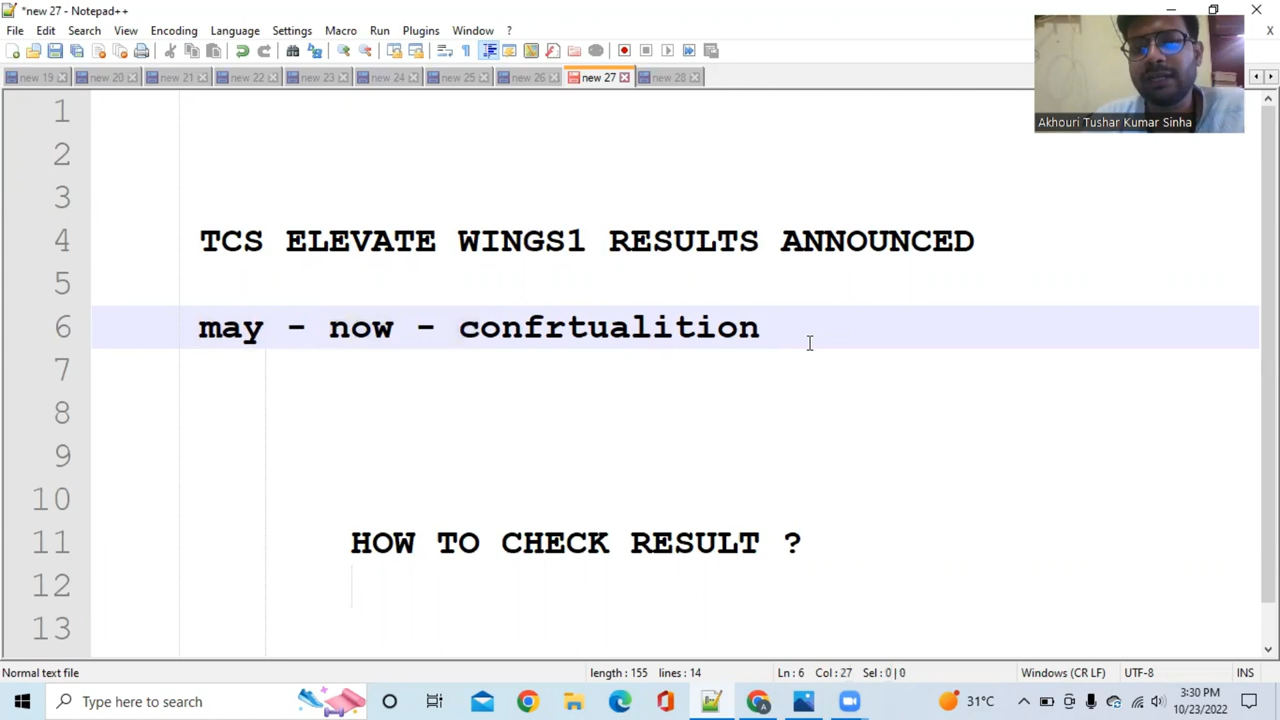 *new 27 - Notepad++
File Edit Search View Encoding Language Settings Macro Run Plugins Window ? X
new 19 new 20 new 21 new 22 new 23 new 24 new 25 new 26 new 27 new 28
Akhouri Tushar Kumar Sinha
1
2
3
4 TCS ELEVATE WINGS1 RESULTS ANNOUNCED
5
6 may - now - confrtualition
7
8
9
10
11 HOW TO CHECK RESULT ?
12
13
Normal text file length : 155 lines : 14 Ln : 6 Col : 27 Sel : 0 | 0 Windows (CR LF) UTF-8 INS
Type here to search 31°C 3:30 PM
10/23/2022